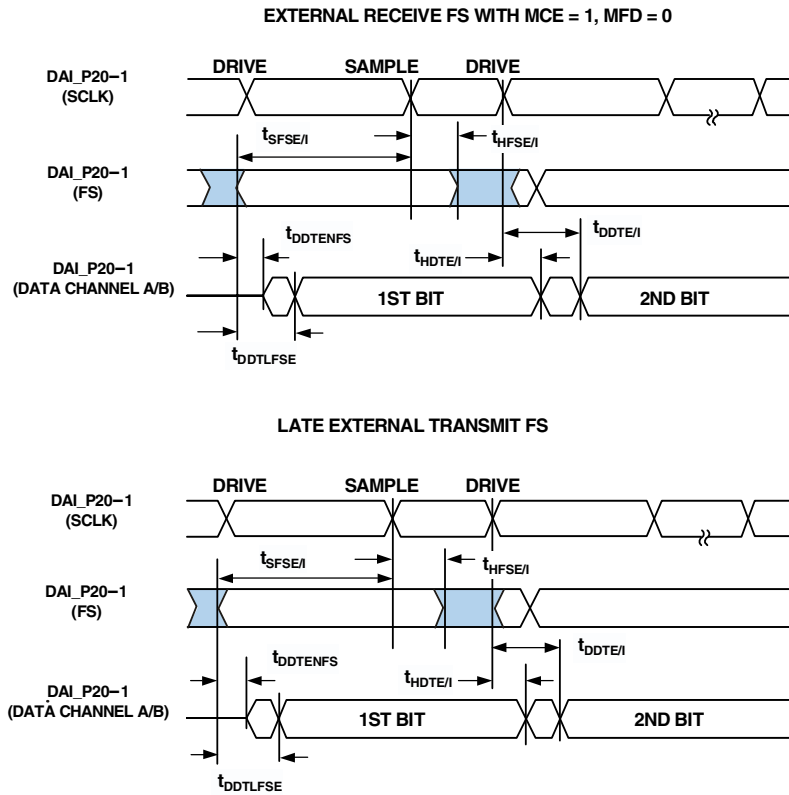 EXTERNAL RECEIVE FS WITH MCE = 1, MFD = 0
DAI_P20–1
(SCLK)
DRIVE SAMPLE DRIVE
tSFSE/I tHFSE/I
DAI_P20–1
(FS)
tDDTENFS tHDTE/I tDDTE/I
DAI_P20–1
(DATA CHANNEL A/B)
1ST BIT 2ND BIT
tDDTLFSE
LATE EXTERNAL TRANSMIT FS
DRIVE SAMPLE DRIVE
DAI_P20–1
(SCLK)
tSFSE/I tHFSE/I
DAI_P20–1
(FS)
tDDTENFS tHDTE/I tDDTE/I
DAI_P20–1
(DATA CHANNEL A/B)
1ST BIT 2ND BIT
tDDTLFSE